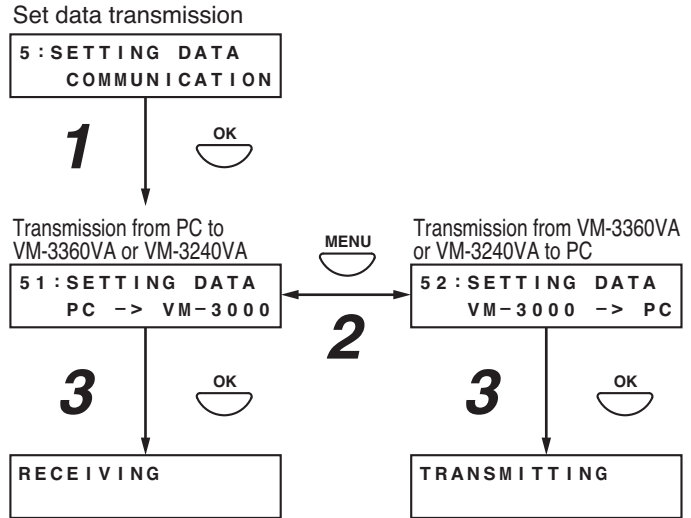 Set data transmission
5:SETTING DATA
COMMUNICATION
1
OK
Transmission from PC to
VM-3360VA or VM-3240VA
MENU
Transmission from VM-3360VA
or VM-3240VA to PC
51:SETTING DATA
PC -> VM-3000
52:SETTING DATA
VM-3000 -> PC
2
3
OK
3
OK
RECEIVING
TRANSMITTING